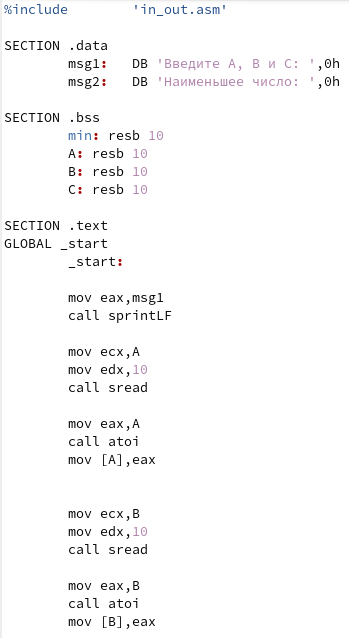 %include 'in_out.asm'
SECTION .data
msg1: DB 'Введите A, B и C: ',0h
msg2: DB 'Наименьшее число: ',0h
SECTION .bss
min: resb 10
A: resb 10
B: resb 10
C: resb 10
SECTION .text
GLOBAL _start
_start:
mov eax,msg1
call sprintLF
mov ecx,A
mov edx,10
call sread
mov eax,A
call atoi
mov [A],eax
mov ecx,B
mov edx,10
call sread
mov eax,B
call atoi
mov [B],eax